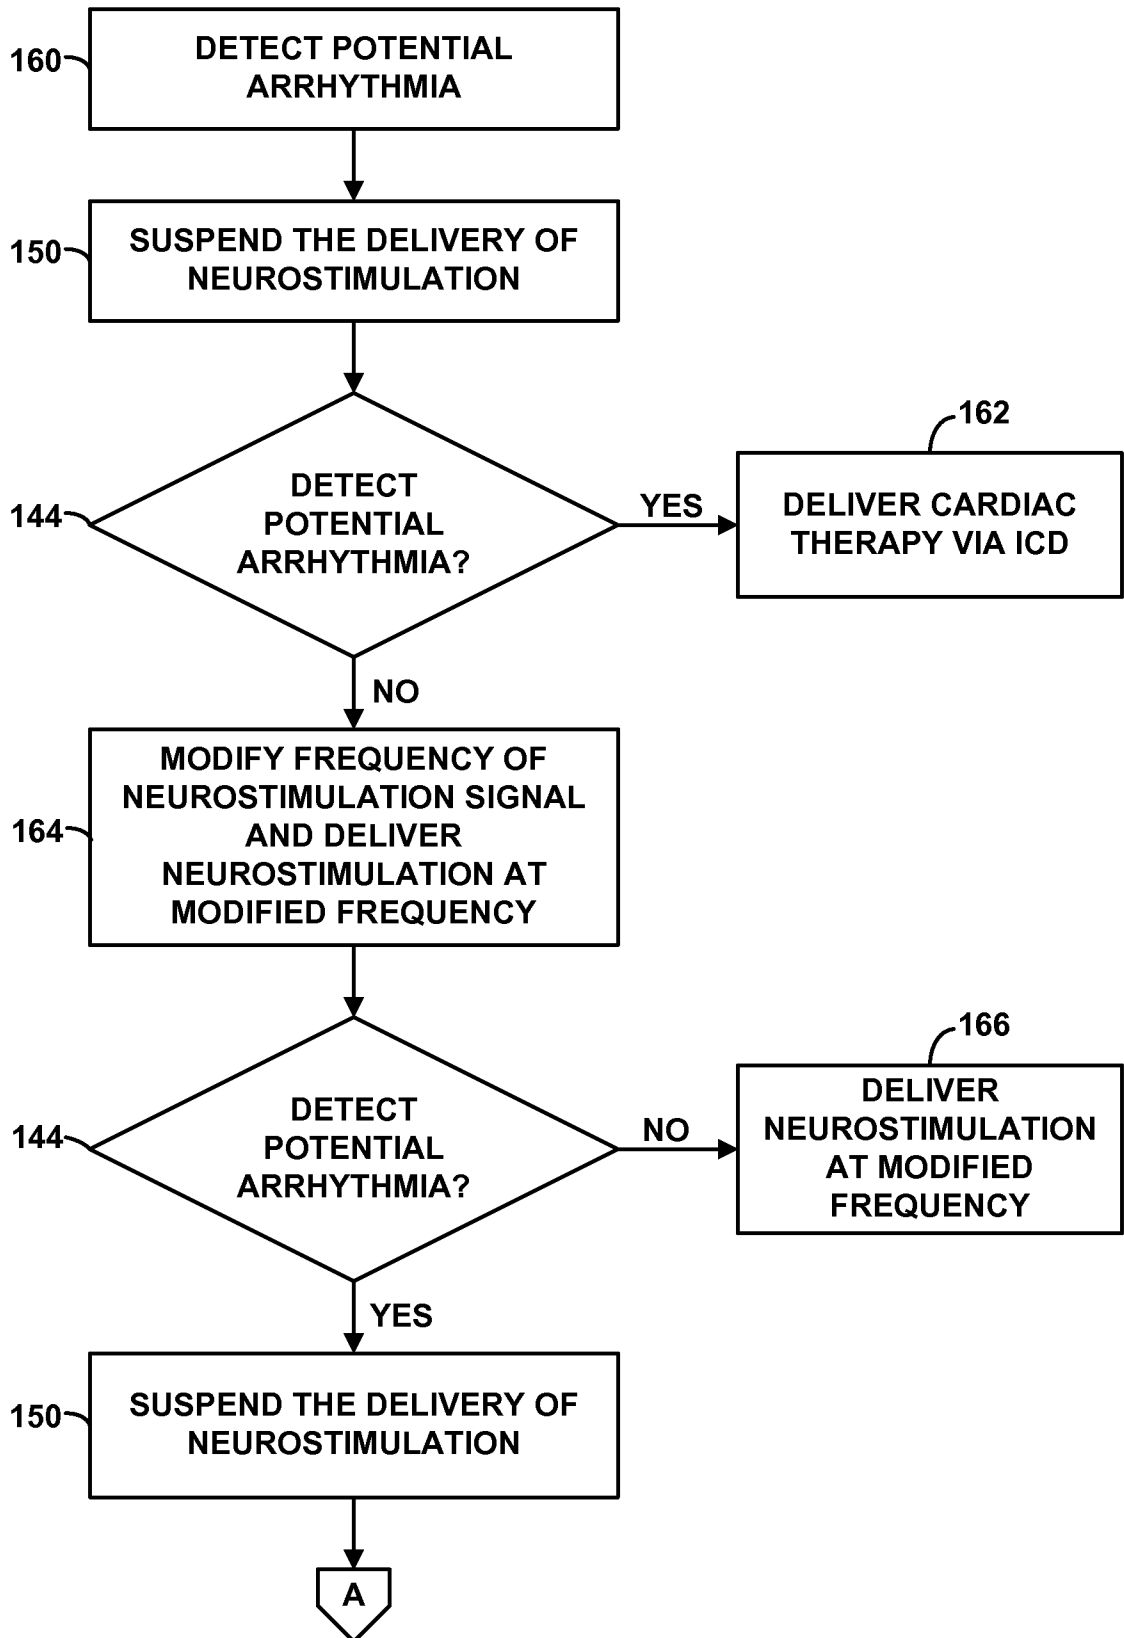 160
DETECT POTENTIAL
ARRHYTHMIA
150
SUSPEND THE DELIVERY OF
NEUROSTIMULATION
144
DETECT
POTENTIAL
ARRHYTHMIA?
YES
162
DELIVER CARDIAC
THERAPY VIA ICD
NO
164
MODIFY FREQUENCY OF
NEUROSTIMULATION SIGNAL
AND DELIVER
NEUROSTIMULATION AT
MODIFIED FREQUENCY
144
DETECT
POTENTIAL
ARRHYTHMIA?
NO
166
DELIVER
NEUROSTIMULATION
AT MODIFIED
FREQUENCY
YES
150
SUSPEND THE DELIVERY OF
NEUROSTIMULATION
A